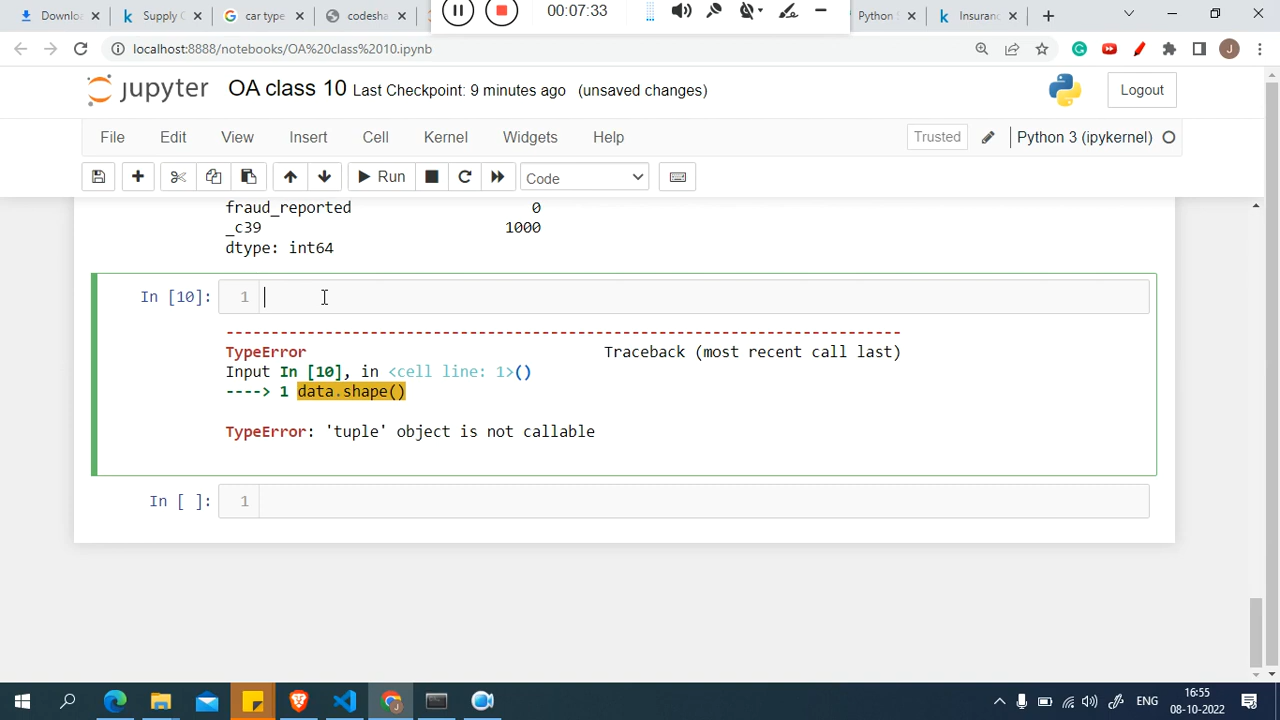 Downlo
Supply C
car type
codesha
00:07:33
Python
Insuran
localhost:8888/notebooks/OA%20class%2010.ipynb
J
jupyter
OA class 10
Last Checkpoint: 9 minutes ago (unsaved changes)
Logout
File
Edit
View
Insert
Cell
Kernel
Widgets
Help
Trusted
Python 3 (ipykernel)
Run
Code
fraud_reported 0
_c39 1000
dtype: int64
In [10]:
1
---------------------------------------------------------------------------
TypeError Traceback (most recent call last)
Input In [10], in <cell line: 1>()
----> 1 data.shape()
TypeError: 'tuple' object is not callable
In [ ]:
1
ENG
16:55
08-10-2022